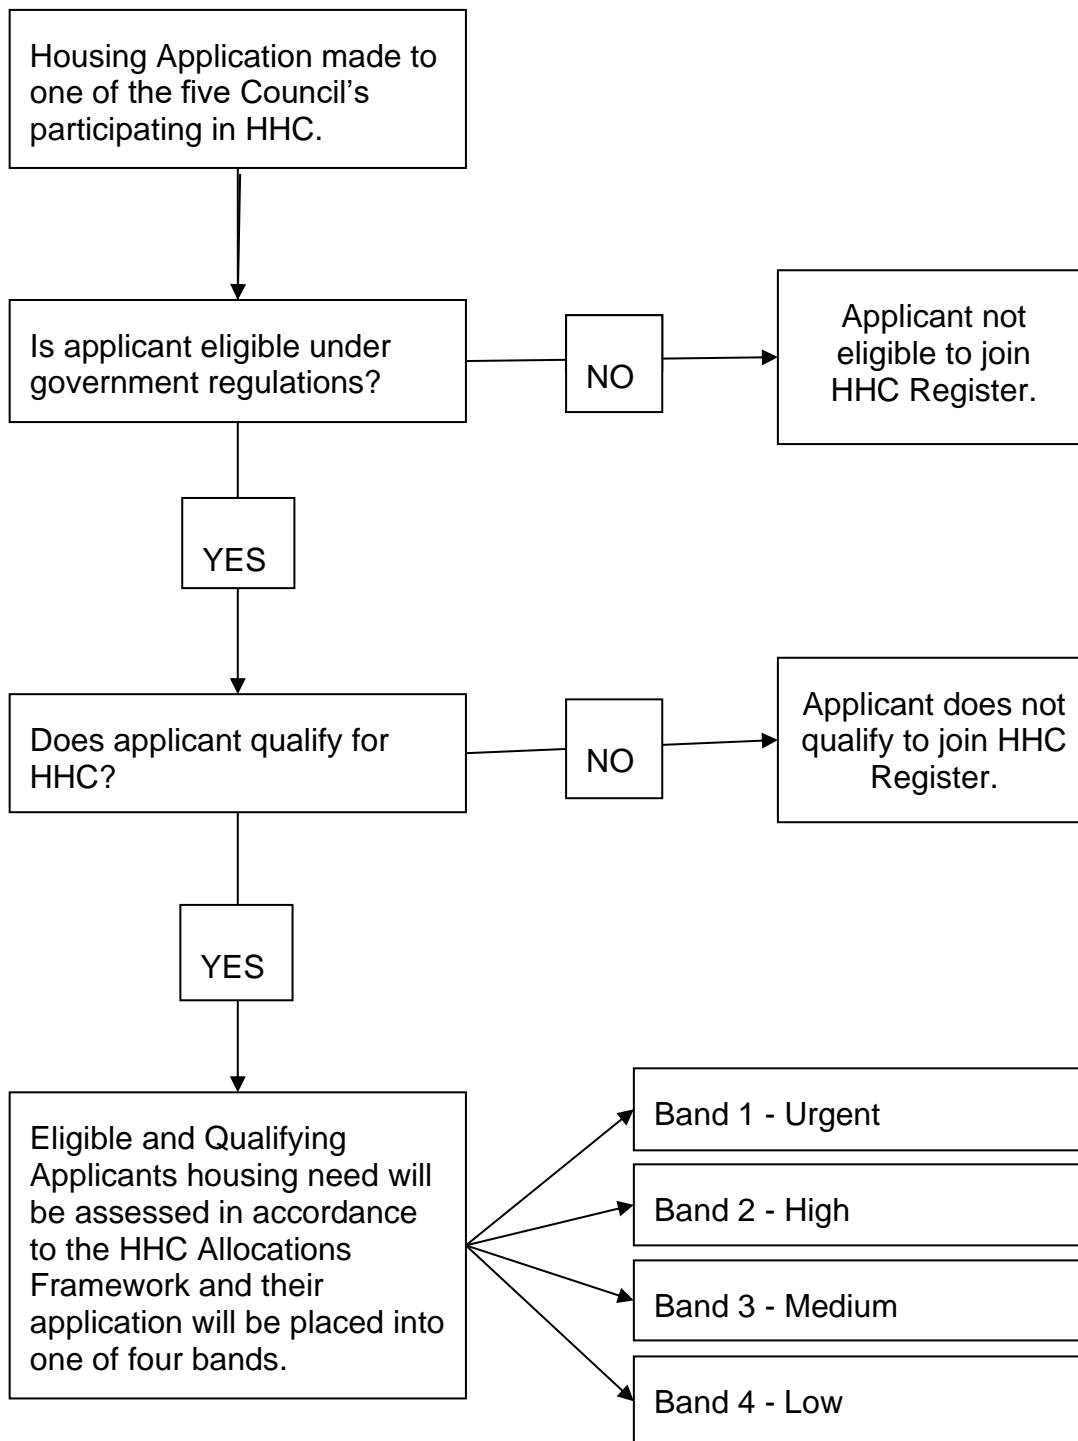 Housing Application made to
one of the five Council’s
participating in HHC.
Is applicant eligible under
government regulations?
NO
Applicant not
eligible to join
HHC Register.
YES
Does applicant qualify for
HHC?
NO
Applicant does not
qualify to join HHC
Register.
YES
Eligible and Qualifying
Applicants housing need will
be assessed in accordance
to the HHC Allocations
Framework and their
application will be placed into
one of four bands.
Band 1 - Urgent
Band 2 - High
Band 3 - Medium
Band 4 - Low